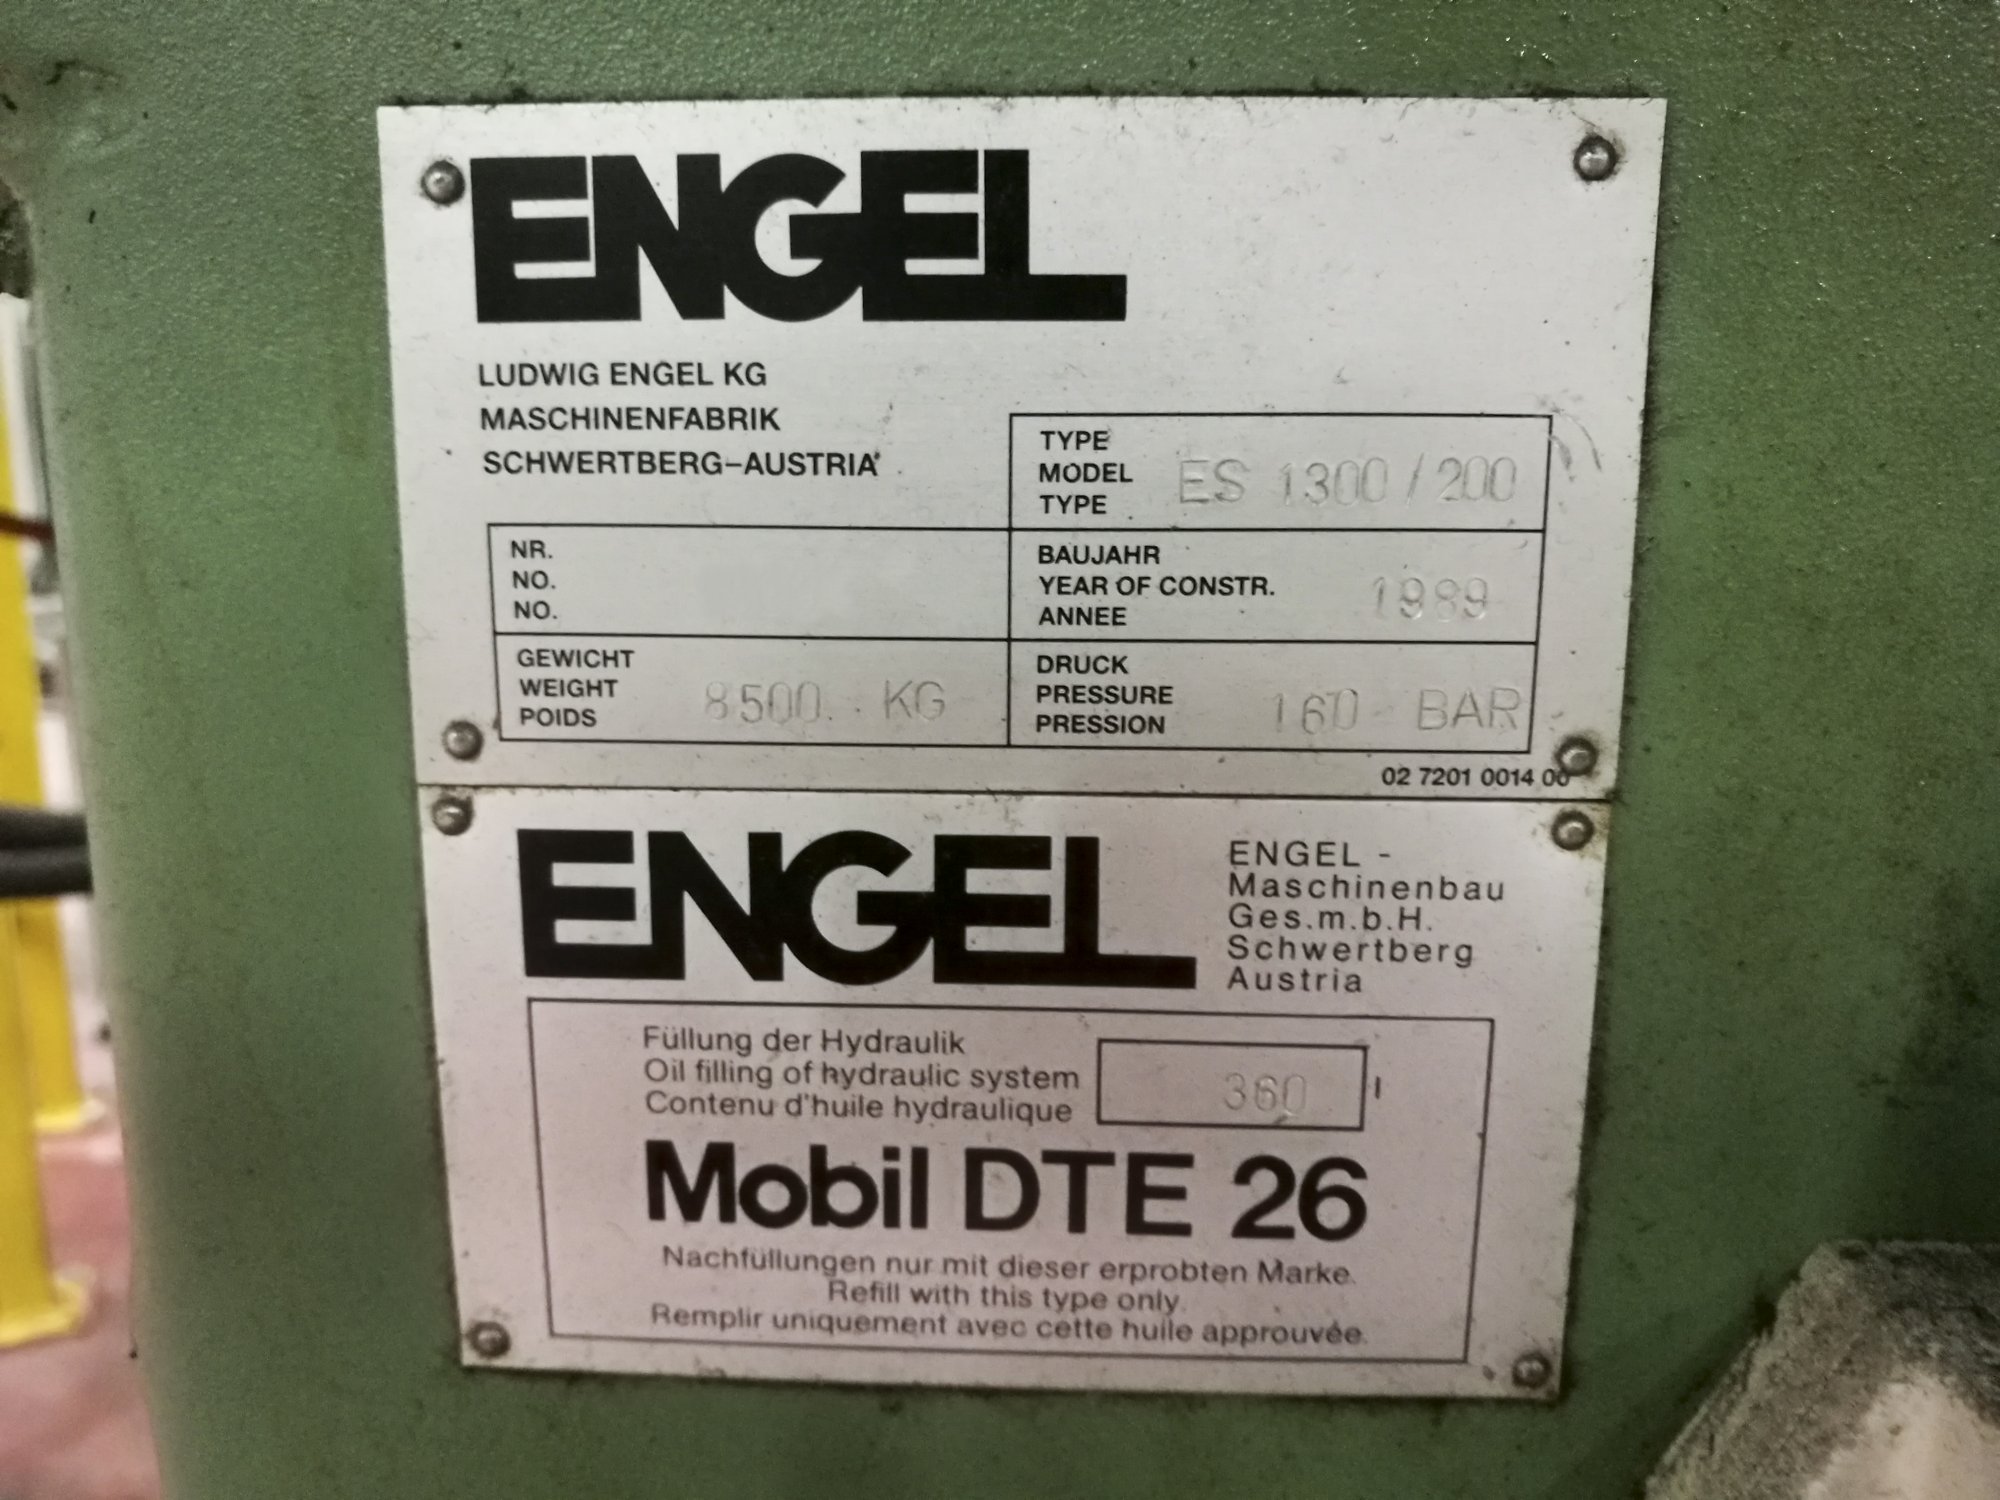 ENGEL
LUDWIG ENGEL KG
MASCHINENFABRIK
SCHWERTBERG–AUSTRIA
TYPE
MODEL ES 1300 / 200
TYPE
NR.
NO.
NO.
BAUJAHR
YEAR OF CONSTR. 1989
ANNEE
GEWICHT
WEIGHT 8500 KG
POIDS
DRUCK
PRESSURE 160 BAR
PRESSION
02 7201 0014 00
ENGEL
ENGEL -
Maschinenbau
Ges.m.b.H.
Schwertberg
Austria
Füllung der Hydraulik
Oil filling of hydraulic system 360 l
Contenu d'huile hydraulique
Mobil DTE 26
Nachfüllungen nur mit dieser erprobten Marke.
Refill with this type only.
Remplir uniquement avec cette huile approuvée.